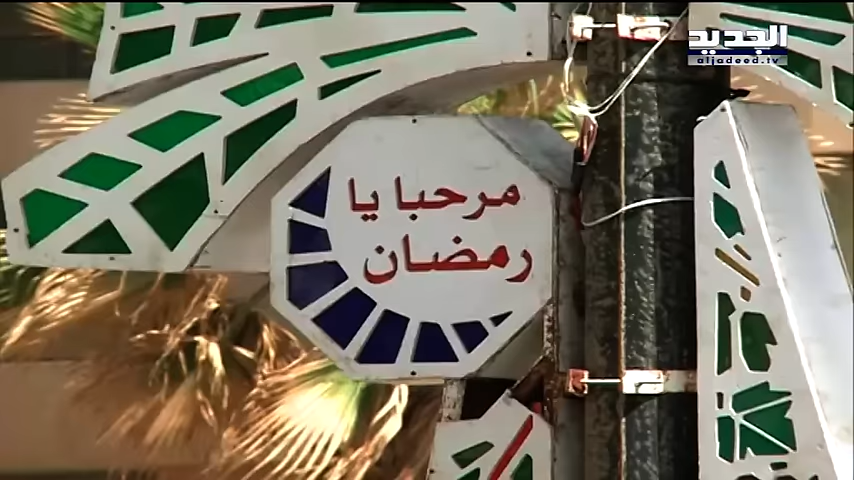 الجديد
aljadeed.tv
مرحبا يا
رمضان